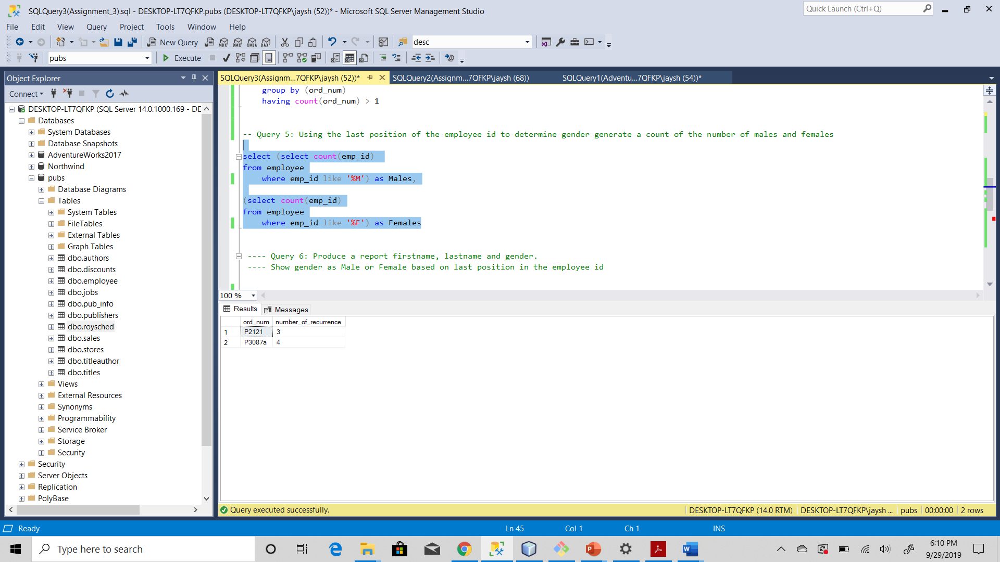 SQLQuery3(Assignment_3).sql - DESKTOP-LT7QFKP.pubs (DESKTOP-LT7QFKP\jaysh (52))* - Microsoft SQL Server Management Studio
Quick Launch (Ctrl+Q)
File Edit View Query Project Tools Window Help
New Query MDX DMX XMLA DAX desc
pubs Execute
Object Explorer
Connect
DESKTOP-LT7QFKP (SQL Server 14.0.1000.169 - DE
Databases
System Databases
Database Snapshots
AdventureWorks2017
Northwind
pubs
Database Diagrams
Tables
System Tables
FileTables
External Tables
Graph Tables
dbo.authors
dbo.discounts
dbo.employee
dbo.jobs
dbo.pub_info
dbo.publishers
dbo.roysched
dbo.sales
dbo.stores
dbo.titleauthor
dbo.titles
Views
External Resources
Synonyms
Programmability
Service Broker
Storage
Security
Security
Server Objects
Replication
PolyBase
SQLQuery3(Assignm...7QFKP\jaysh (52))* SQLQuery2(Assignm...7QFKP\jaysh (68)) SQLQuery1(Adventu...7QFKP\jaysh (54))*
group by (ord_num)
having count(ord_num) > 1
-- Query 5: Using the last position of the employee id to determine gender generate a count of the number of males and females
select (select count(emp_id)
from employee
where emp_id like '%M') as Males,
(select count(emp_id)
from employee
where emp_id like '%F') as Females
---- Query 6: Produce a report firstname, lastname and gender.
---- Show gender as Male or Female based on last position in the employee id
100 %
Results Messages
ord_num number_of_recurrence
1 P2121 3
2 P3087a 4
Query executed successfully. DESKTOP-LT7QFKP (14.0 RTM) DESKTOP-LT7QFKP\jaysh ... pubs 00:00:00 2 rows
Ready Ln 45 Col 1 Ch 1 INS
Type here to search
6:10 PM
9/29/2019